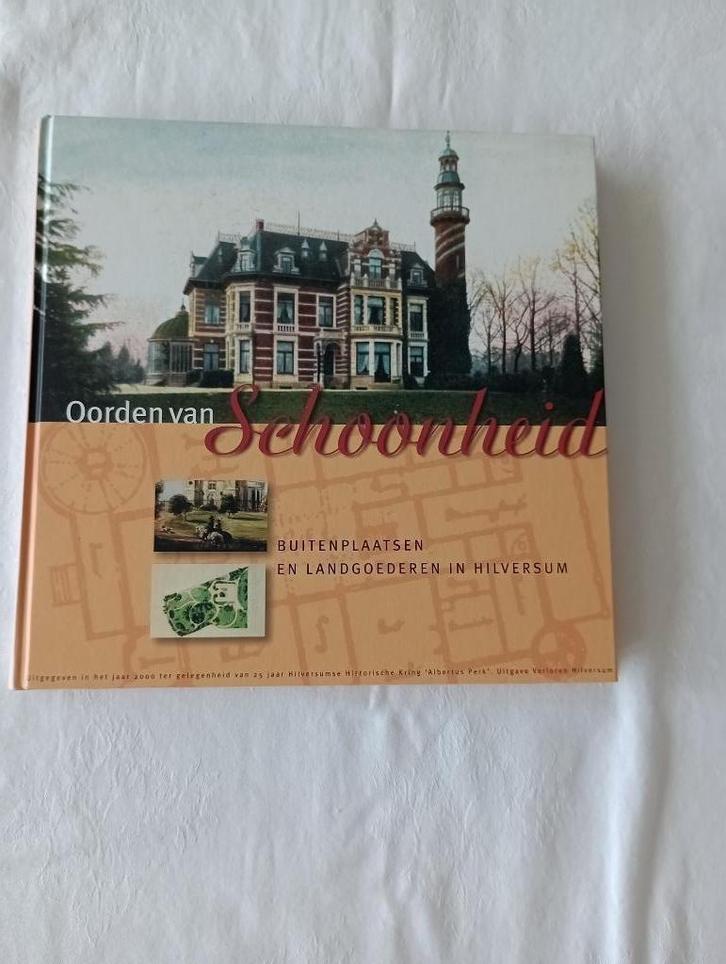 Oorden van Schoonheid
BUITENPLAATSEN
EN LANDGOEDEREN IN HILVERSUM
Uitgegeven in het jaar 2000 ter gelegenheid van 25 jaar Hilversumse Historische Kring 'Albertus Perk'. Uitgave Verloren Hilversum